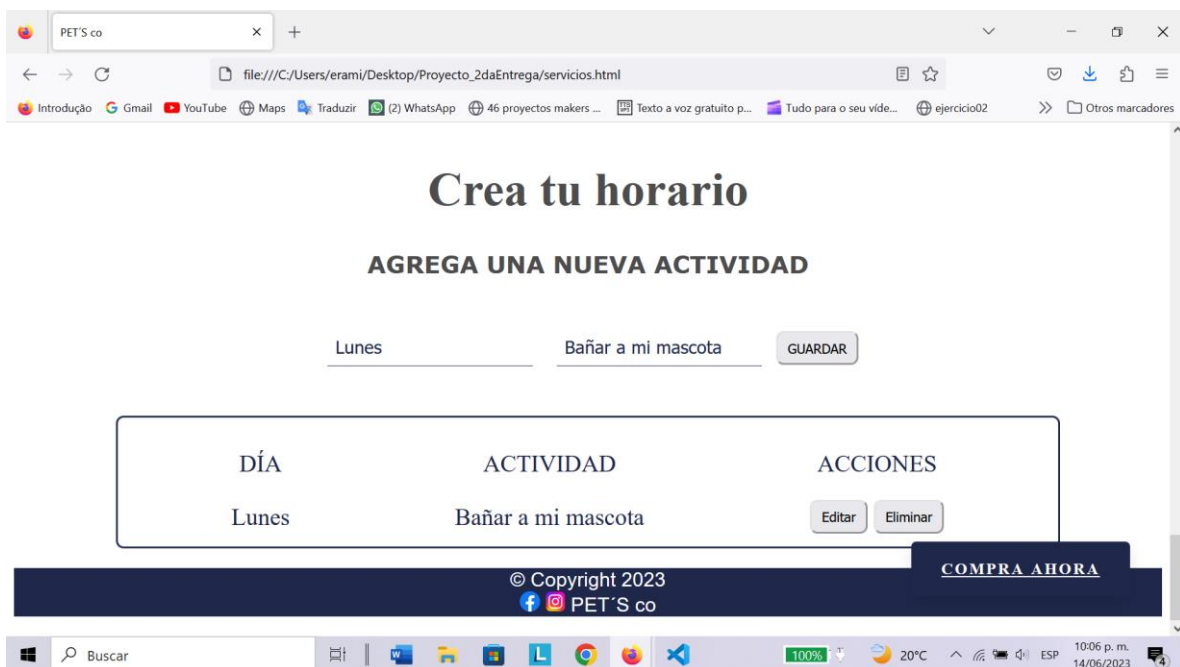 PET'S co
file:///C:/Users/erami/Desktop/Proyecto_2daEntrega/servicios.html
Introdução Gmail YouTube Maps Traduzir (2) WhatsApp 46 proyectos makers ... Texto a voz gratuito p... Tudo para o seu víde... ejercicio02 Otros marcadores
Crea tu horario
AGREGA UNA NUEVA ACTIVIDAD
Lunes Bañar a mi mascota GUARDAR
DÍA ACTIVIDAD ACCIONES
Lunes Bañar a mi mascota Editar Eliminar
COMPRA AHORA
© Copyright 2023
PET´S co
Buscar 100% 20°C ESP 10:06 p. m.
14/06/2023 4